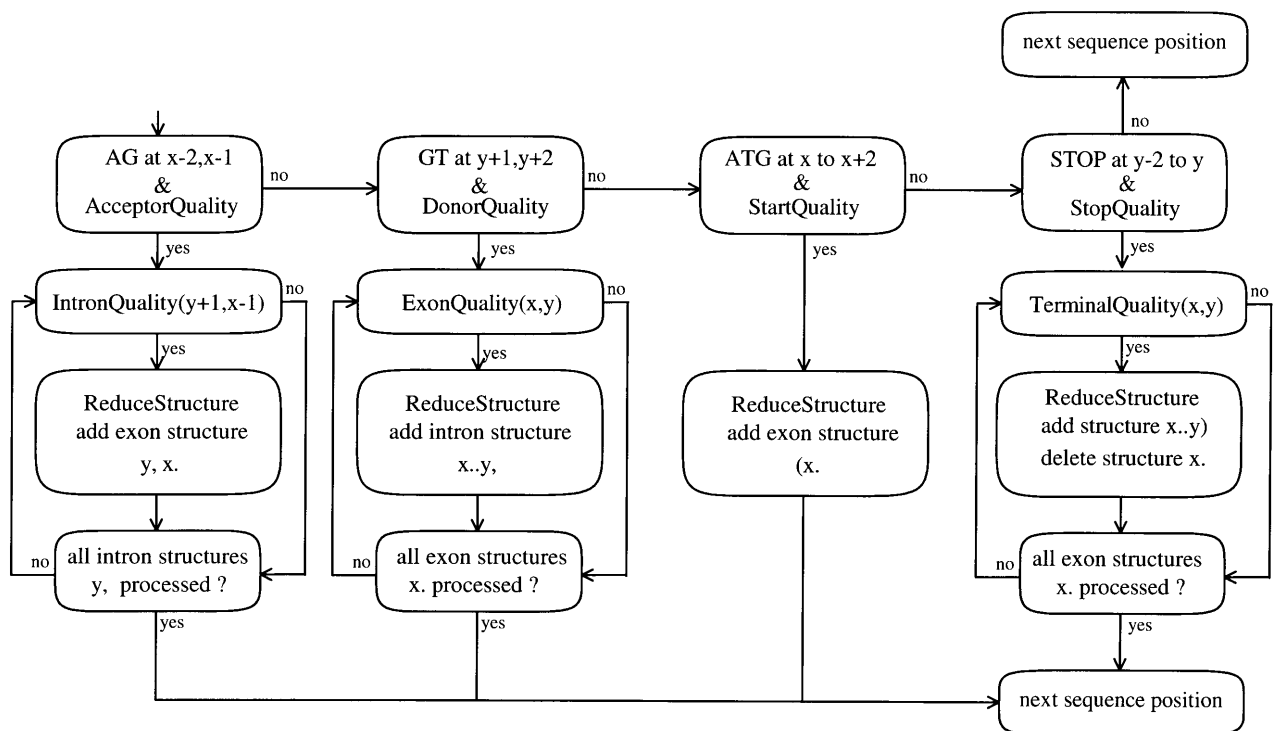 next sequence position
no
AG at x-2,x-1
&
AcceptorQuality
no
GT at y+1,y+2
&
DonorQuality
no
ATG at x to x+2
&
StartQuality
no
STOP at y-2 to y
&
StopQuality
yes
yes
yes
yes
IntronQuality(y+1,x-1)
no
ExonQuality(x,y)
no
TerminalQuality(x,y)
no
yes
yes
yes
ReduceStructure
add exon structure
y, x.
ReduceStructure
add intron structure
x..y,
ReduceStructure
add exon structure
(x.
ReduceStructure
add structure x..y)
delete structure x.
no
all intron structures
y, processed ?
no
all exon structures
x. processed ?
no
all exon structures
x. processed ?
yes
yes
yes
next sequence position